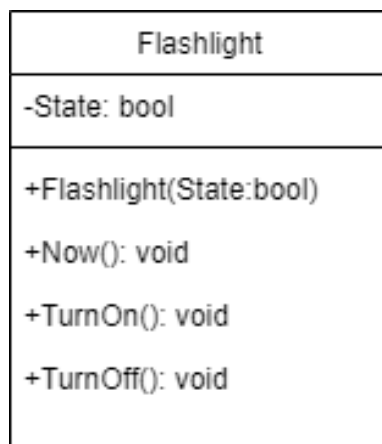 Flashlight
-State: bool
+Flashlight(State:bool)
+Now(): void
+TurnOn(): void
+TurnOff(): void